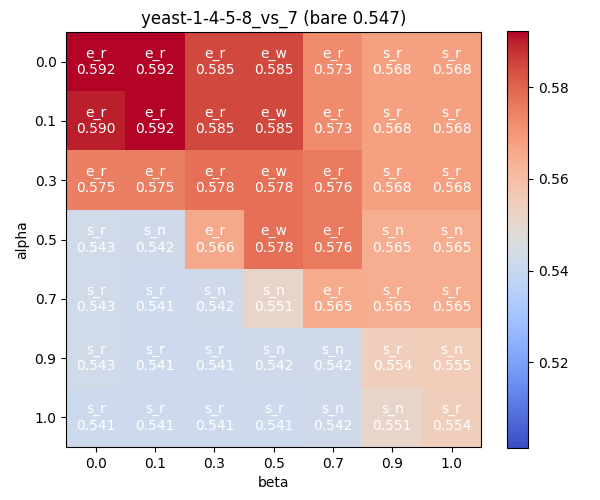 yeast-1-4-5-8_vs_7 (bare 0.547)
0.0 e_r e_r e_r e_r e_r s_r s_r
0.592 0.592 0.585 0.585 0.573 0.568 0.568
0.1 e_r e_r e_r e_w e_r s_r s_r
0.590 0.592 0.585 0.585 0.573 0.568 0.568
0.3 e_r e_r e_r e_w e_r s_r s_r
0.575 0.575 0.578 0.578 0.576 0.568 0.568
0.5 s_r s_n e_r e_w e_r s_n s_n
0.543 0.542 0.566 0.578 0.576 0.565 0.565
0.7 s_r s_r s_n s_n e_r s_r s_r
0.543 0.541 0.542 0.551 0.565 0.565 0.565
0.9 s_r s_r s_r s_n s_n s_r s_n
0.543 0.541 0.541 0.542 0.542 0.554 0.555
1.0 s_r s_r s_r s_r s_n s_n s_r
0.541 0.541 0.541 0.541 0.542 0.551 0.554
0.0 0.1 0.3 0.5 0.7 0.9 1.0
beta
alpha
0.58
0.56
0.54
0.52